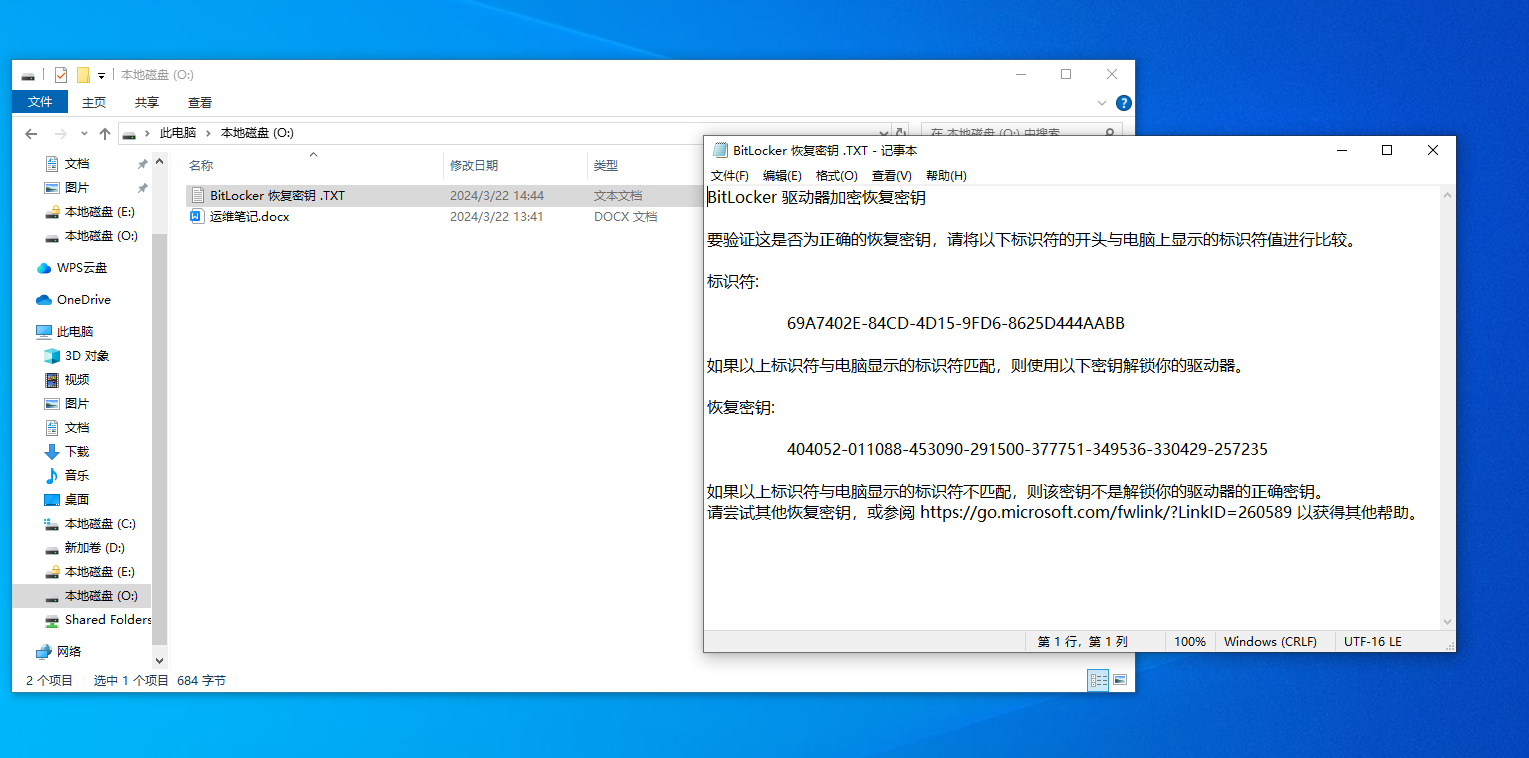 本地磁盘 (O:)
文件 主页 共享 查看
此电脑 › 本地磁盘 (O:)
在 本地磁盘 (O:) 中搜索
文档
图片
本地磁盘 (E:)
本地磁盘 (O:)
WPS云盘
OneDrive
此电脑
3D 对象
视频
图片
文档
下载
音乐
桌面
本地磁盘 (C:)
新加卷 (D:)
本地磁盘 (E:)
本地磁盘 (O:)
Shared Folders
网络
名称 修改日期 类型
BitLocker 恢复密钥 .TXT 2024/3/22 14:44 文本文档
运维笔记.docx 2024/3/22 13:41 DOCX 文档
2 个项目 选中 1 个项目 684 字节
BitLocker 恢复密钥 .TXT - 记事本
文件(F) 编辑(E) 格式(O) 查看(V) 帮助(H)
BitLocker 驱动器加密恢复密钥
要验证这是否为正确的恢复密钥，请将以下标识符的开头与电脑上显示的标识符值进行比较。
标识符:
69A7402E-84CD-4D15-9FD6-8625D444AABB
如果以上标识符与电脑显示的标识符匹配，则使用以下密钥解锁你的驱动器。
恢复密钥:
404052-011088-453090-291500-377751-349536-330429-257235
如果以上标识符与电脑显示的标识符不匹配，则该密钥不是解锁你的驱动器的正确密钥。
请尝试其他恢复密钥，或参阅 https://go.microsoft.com/fwlink/?LinkID=260589 以获得其他帮助。
第 1 行，第 1 列 100% Windows (CRLF) UTF-16 LE